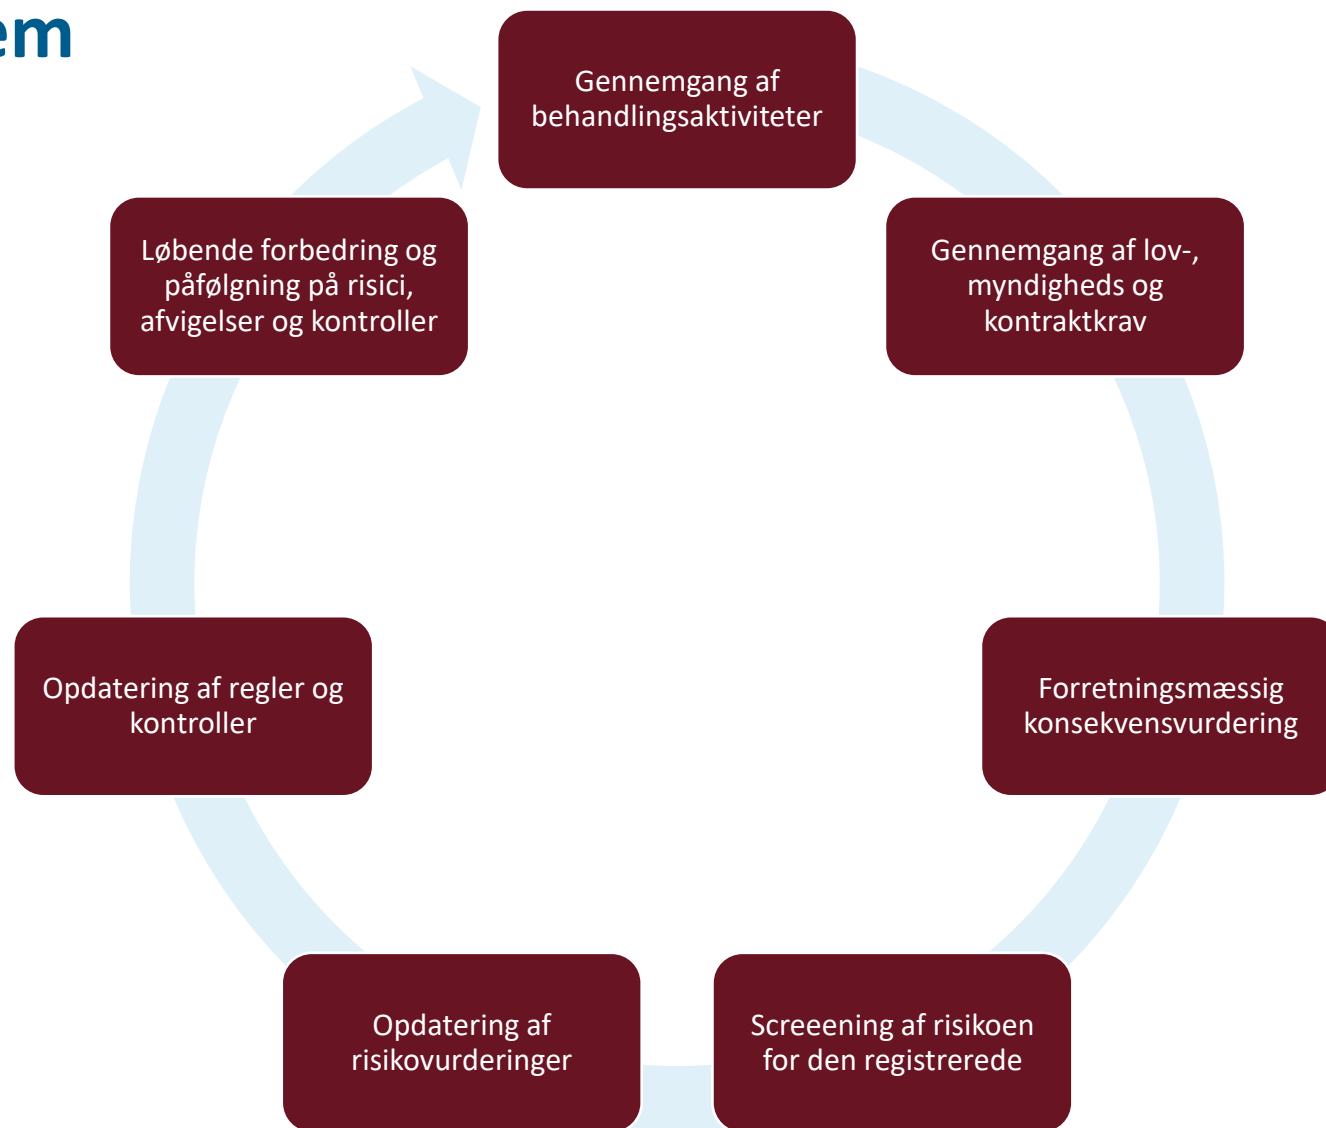 em
Gennemgang af
behandlingsaktiviteter
Gennemgang af lov-,
myndigheds og
kontraktkrav
Forretningsmæssig
konsekvensvurdering
Screeening af risikoen
for den registrerede
Opdatering af
risikovurderinger
Opdatering af regler og
kontroller
Løbende forbedring og
påfølgning på risici,
afvigelser og kontroller